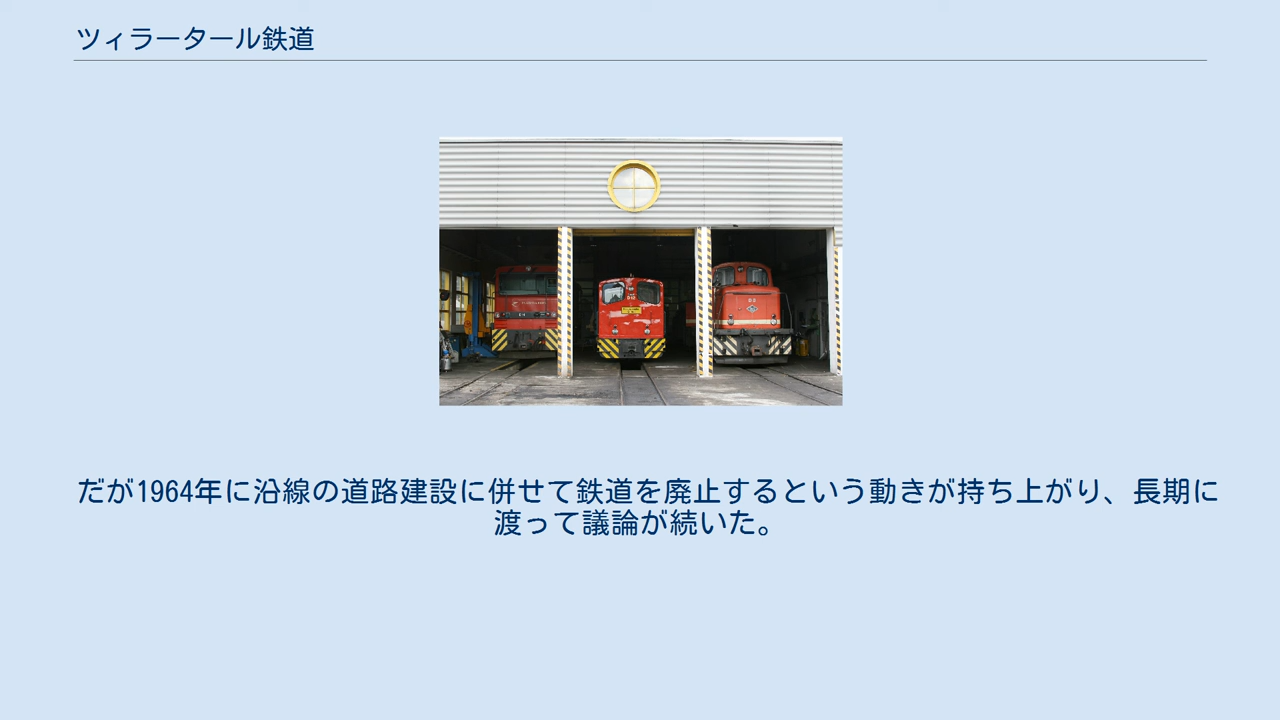 ツィラータール鉄道
だが1964年に沿線の道路建設に併せて鉄道を廃止するという動きが持ち上がり、長期に
渡って議論が続いた。